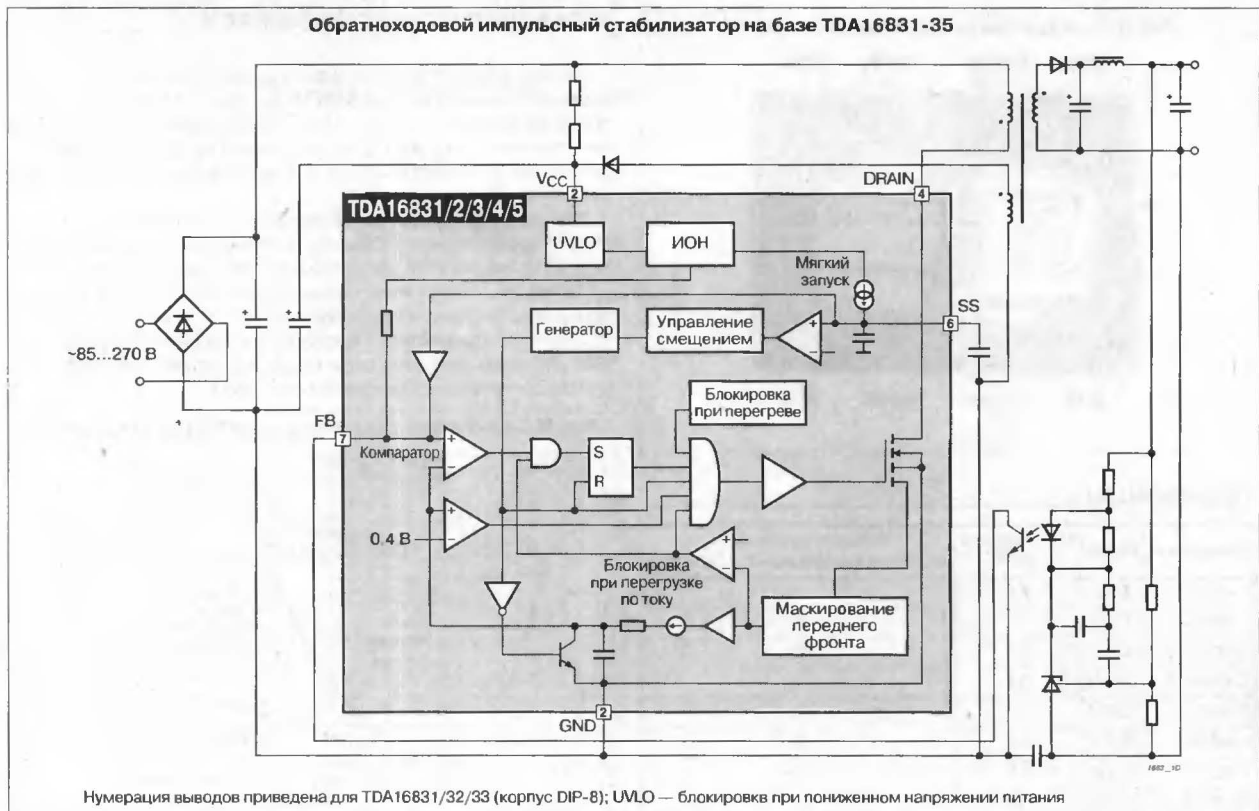 Обратноходовой импульсный стабилизатор на базе TDA16831-35
VCC
2
DRAIN
4
TDA16831/2/3/4/5
UVLO
ИОН
Мягкий
запуск
SS
6
Генератор
Управление
смещением
+
−
~85...270 В
Блокировка
при перегреве
FB
7
Компаратор
+
−
S
R
+
−
0.4 В
+
−
Блокировка
при перегрузке
по току
Маскирование
переднего
фронта
2
GND
Нумерация выводов приведена для TDA16831/32/33 (корпус DIP-8); UVLO — блокировка при пониженном напряжении питания